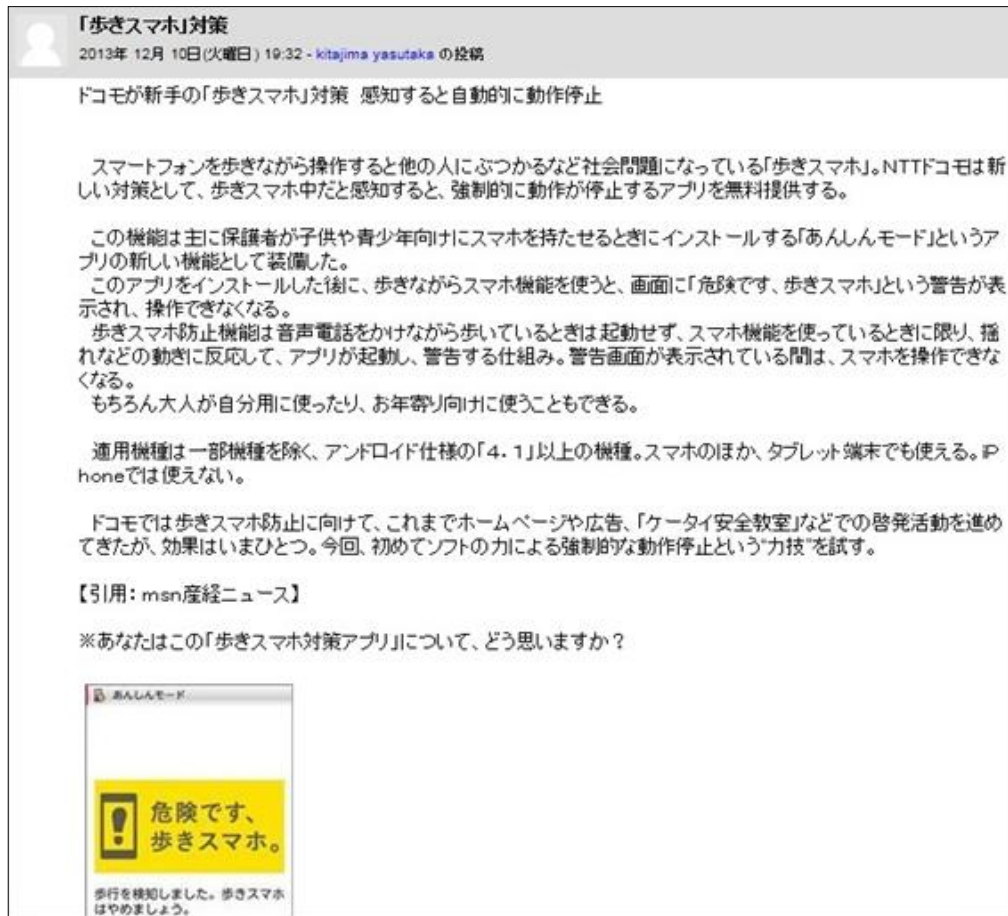 「歩きスマホ」対策
2013年 12月 10日(火曜日) 19:32 - kitajima yasutaka の投稿
ドコモが新手の「歩きスマホ」対策 感知すると自動的に動作停止
スマートフォンを歩きながら操作すると他の人にぶつかるなど社会問題になっている「歩きスマホ」。NTTドコモは新
しい対策として、歩きスマホ中だと感知すると、強制的に動作が停止するアプリを無料提供する。
この機能は主に保護者が子供や青少年向けにスマホを持たせるときにインストールする「あんしんモード」というア
プリの新しい機能として装備した。
このアプリをインストールした後に、歩きながらスマホ機能を使うと、画面に「危険です、歩きスマホ」という警告が表
示され、操作できなくなる。
歩きスマホ防止機能は音声電話をかけながら歩いているときは起動せず、スマホ機能を使っているときに限り、揺
れなどの動きに反応して、アプリが起動し、警告する仕組み。警告画面が表示されている間は、スマホを操作できな
くなる。
もちろん大人が自分用に使ったり、お年寄り向けに使うこともできる。
適用機種は一部機種を除く、アンドロイド仕様の「4.1」以上の機種。スマホのほか、タブレット端末でも使える。iP
honeでは使えない。
ドコモでは歩きスマホ防止に向けて、これまでホームページや広告、「ケータイ安全教室」などでの啓発活動を進め
てきたが、効果はいまひとつ。今回、初めてソフトの力による強制的な動作停止という“力技”を試す。
【引用:msn産経ニュース】
※あなたはこの「歩きスマホ対策アプリ」について、どう思いますか?
あんしんモード
危険です、
歩きスマホ。
歩行を検知しました。歩きスマホ
はやめましょう。